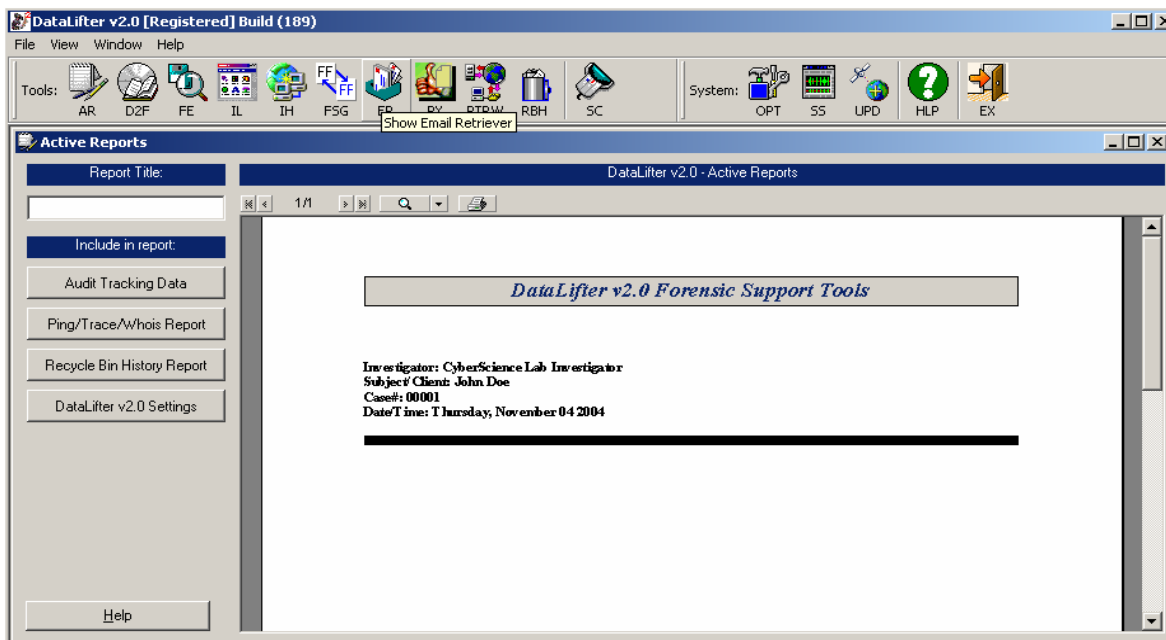 DataLifter v2.0 [Registered] Build (189)
File View Window Help
Tools: AR D2F FE IL IH FSG ER PX PTRW RBH SC System: OPT SS UPD HLP EX
Show Email Retriever
Active Reports
Report Title: DataLifter v2.0 - Active Reports
1/1
Include in report:
Audit Tracking Data
Ping/Trace/Whois Report
Recycle Bin History Report
DataLifter v2.0 Settings
Help
DataLifter v2.0 Forensic Support Tools
Investigator: CyberScience Lab Investigator
Subject/Client: John Doe
Case#: 00001
Date/Time: Thursday, November 04 2004